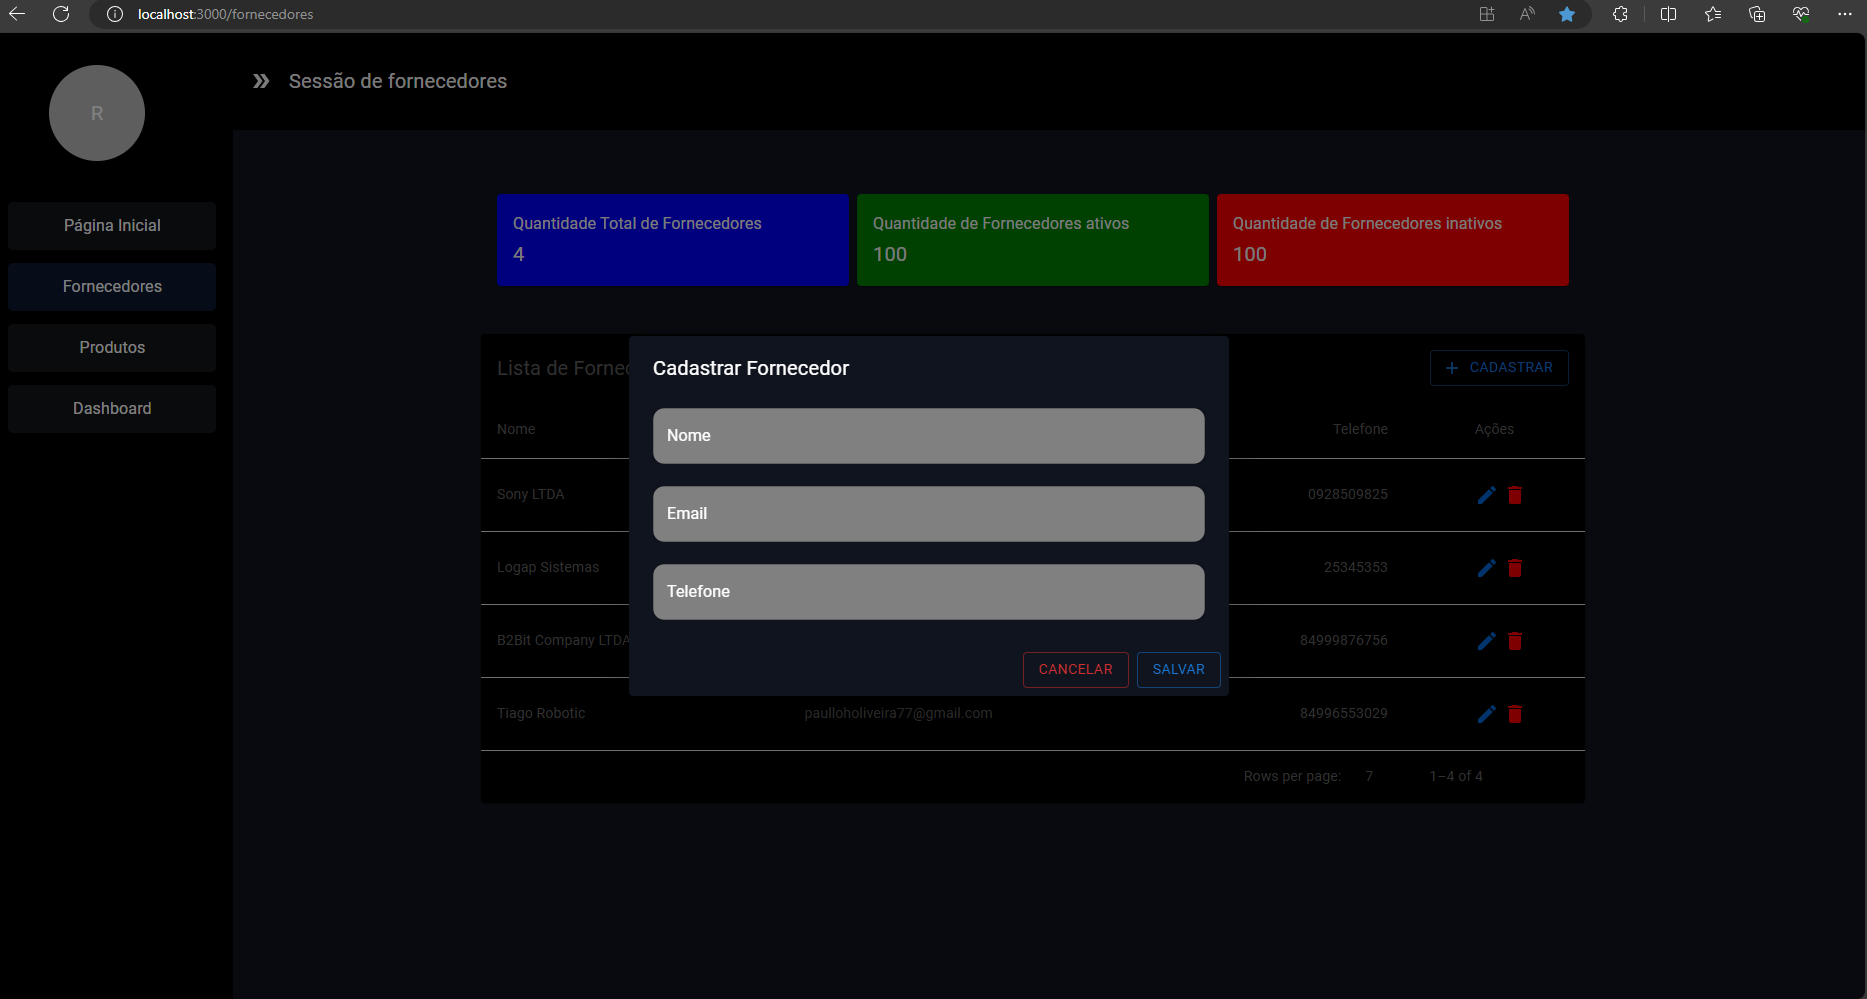 localhost:3000/fornecedores
R
Sessão de fornecedores
Página Inicial
Fornecedores
Produtos
Dashboard
Quantidade Total de Fornecedores
4
Quantidade de Fornecedores ativos
100
Quantidade de Fornecedores inativos
100
Lista de Fornec
CADASTRAR
Cadastrar Fornecedor
Nome
Email
Telefone
CANCELAR
SALVAR
Nome Telefone Ações
Sony LTDA 0928509825
Logap Sistemas 25345353
B2Bit Company LTDA 84999876756
Tiago Robotic paulloholiveira77@gmail.com 84996553029
Rows per page: 7 1–4 of 4